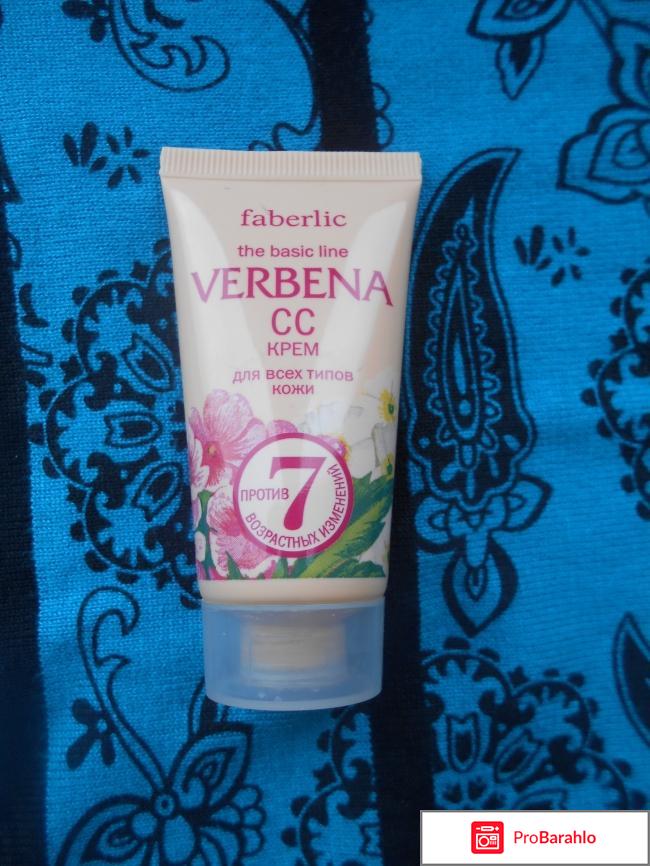 faberlic
the basic line
VERBENA
CC
КРЕМ
для всех типов
кожи
ПРОТИВ 7
ВОЗРАСТНЫХ ИЗМЕНЕНИЙ
ProBarahlo